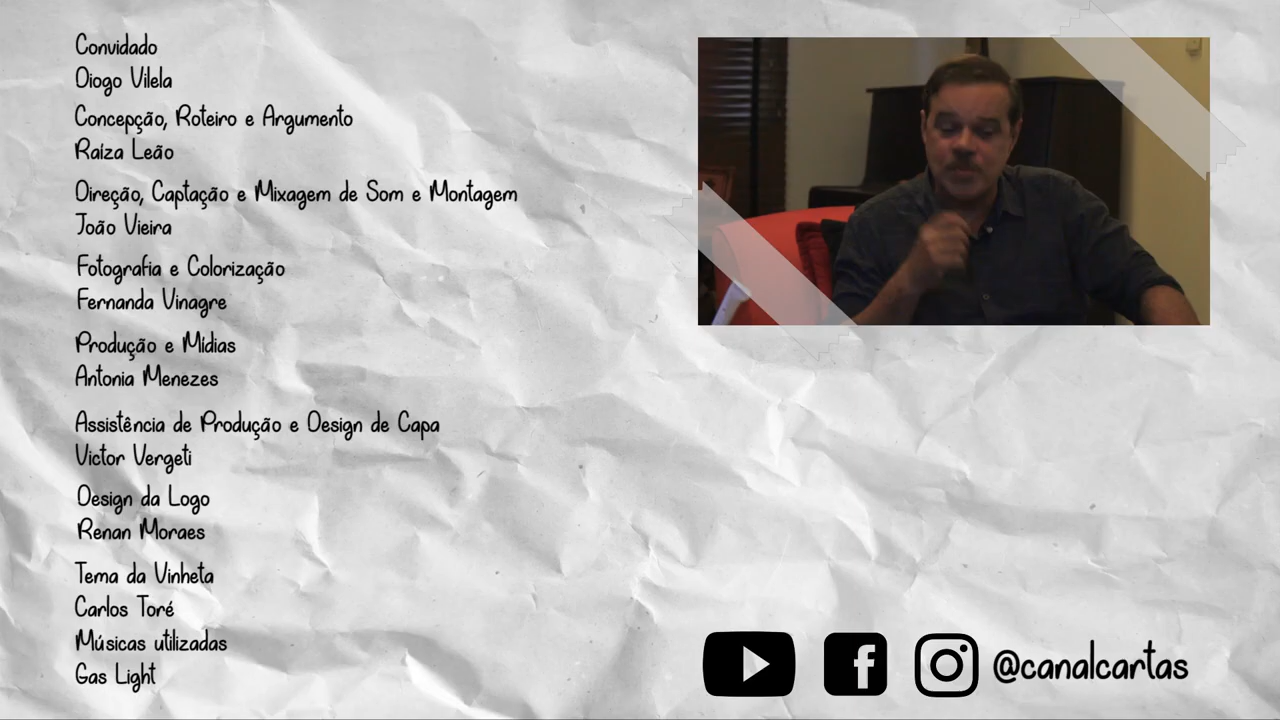 Convidado
Diogo Vilela
Concepção, Roteiro e Argumento
Raíza Leão
Direção, Captação e Mixagem de Som e Montagem
João Vieira
Fotografia e Colorização
Fernanda Vinagre
Produção e Mídias
Antonia Menezes
Assistência de Produção e Design de Capa
Victor Vergeti
Design da Logo
Renan Moraes
Tema da Vinheta
Carlos Toré
Músicas utilizadas
Gas Light
@canalcartas